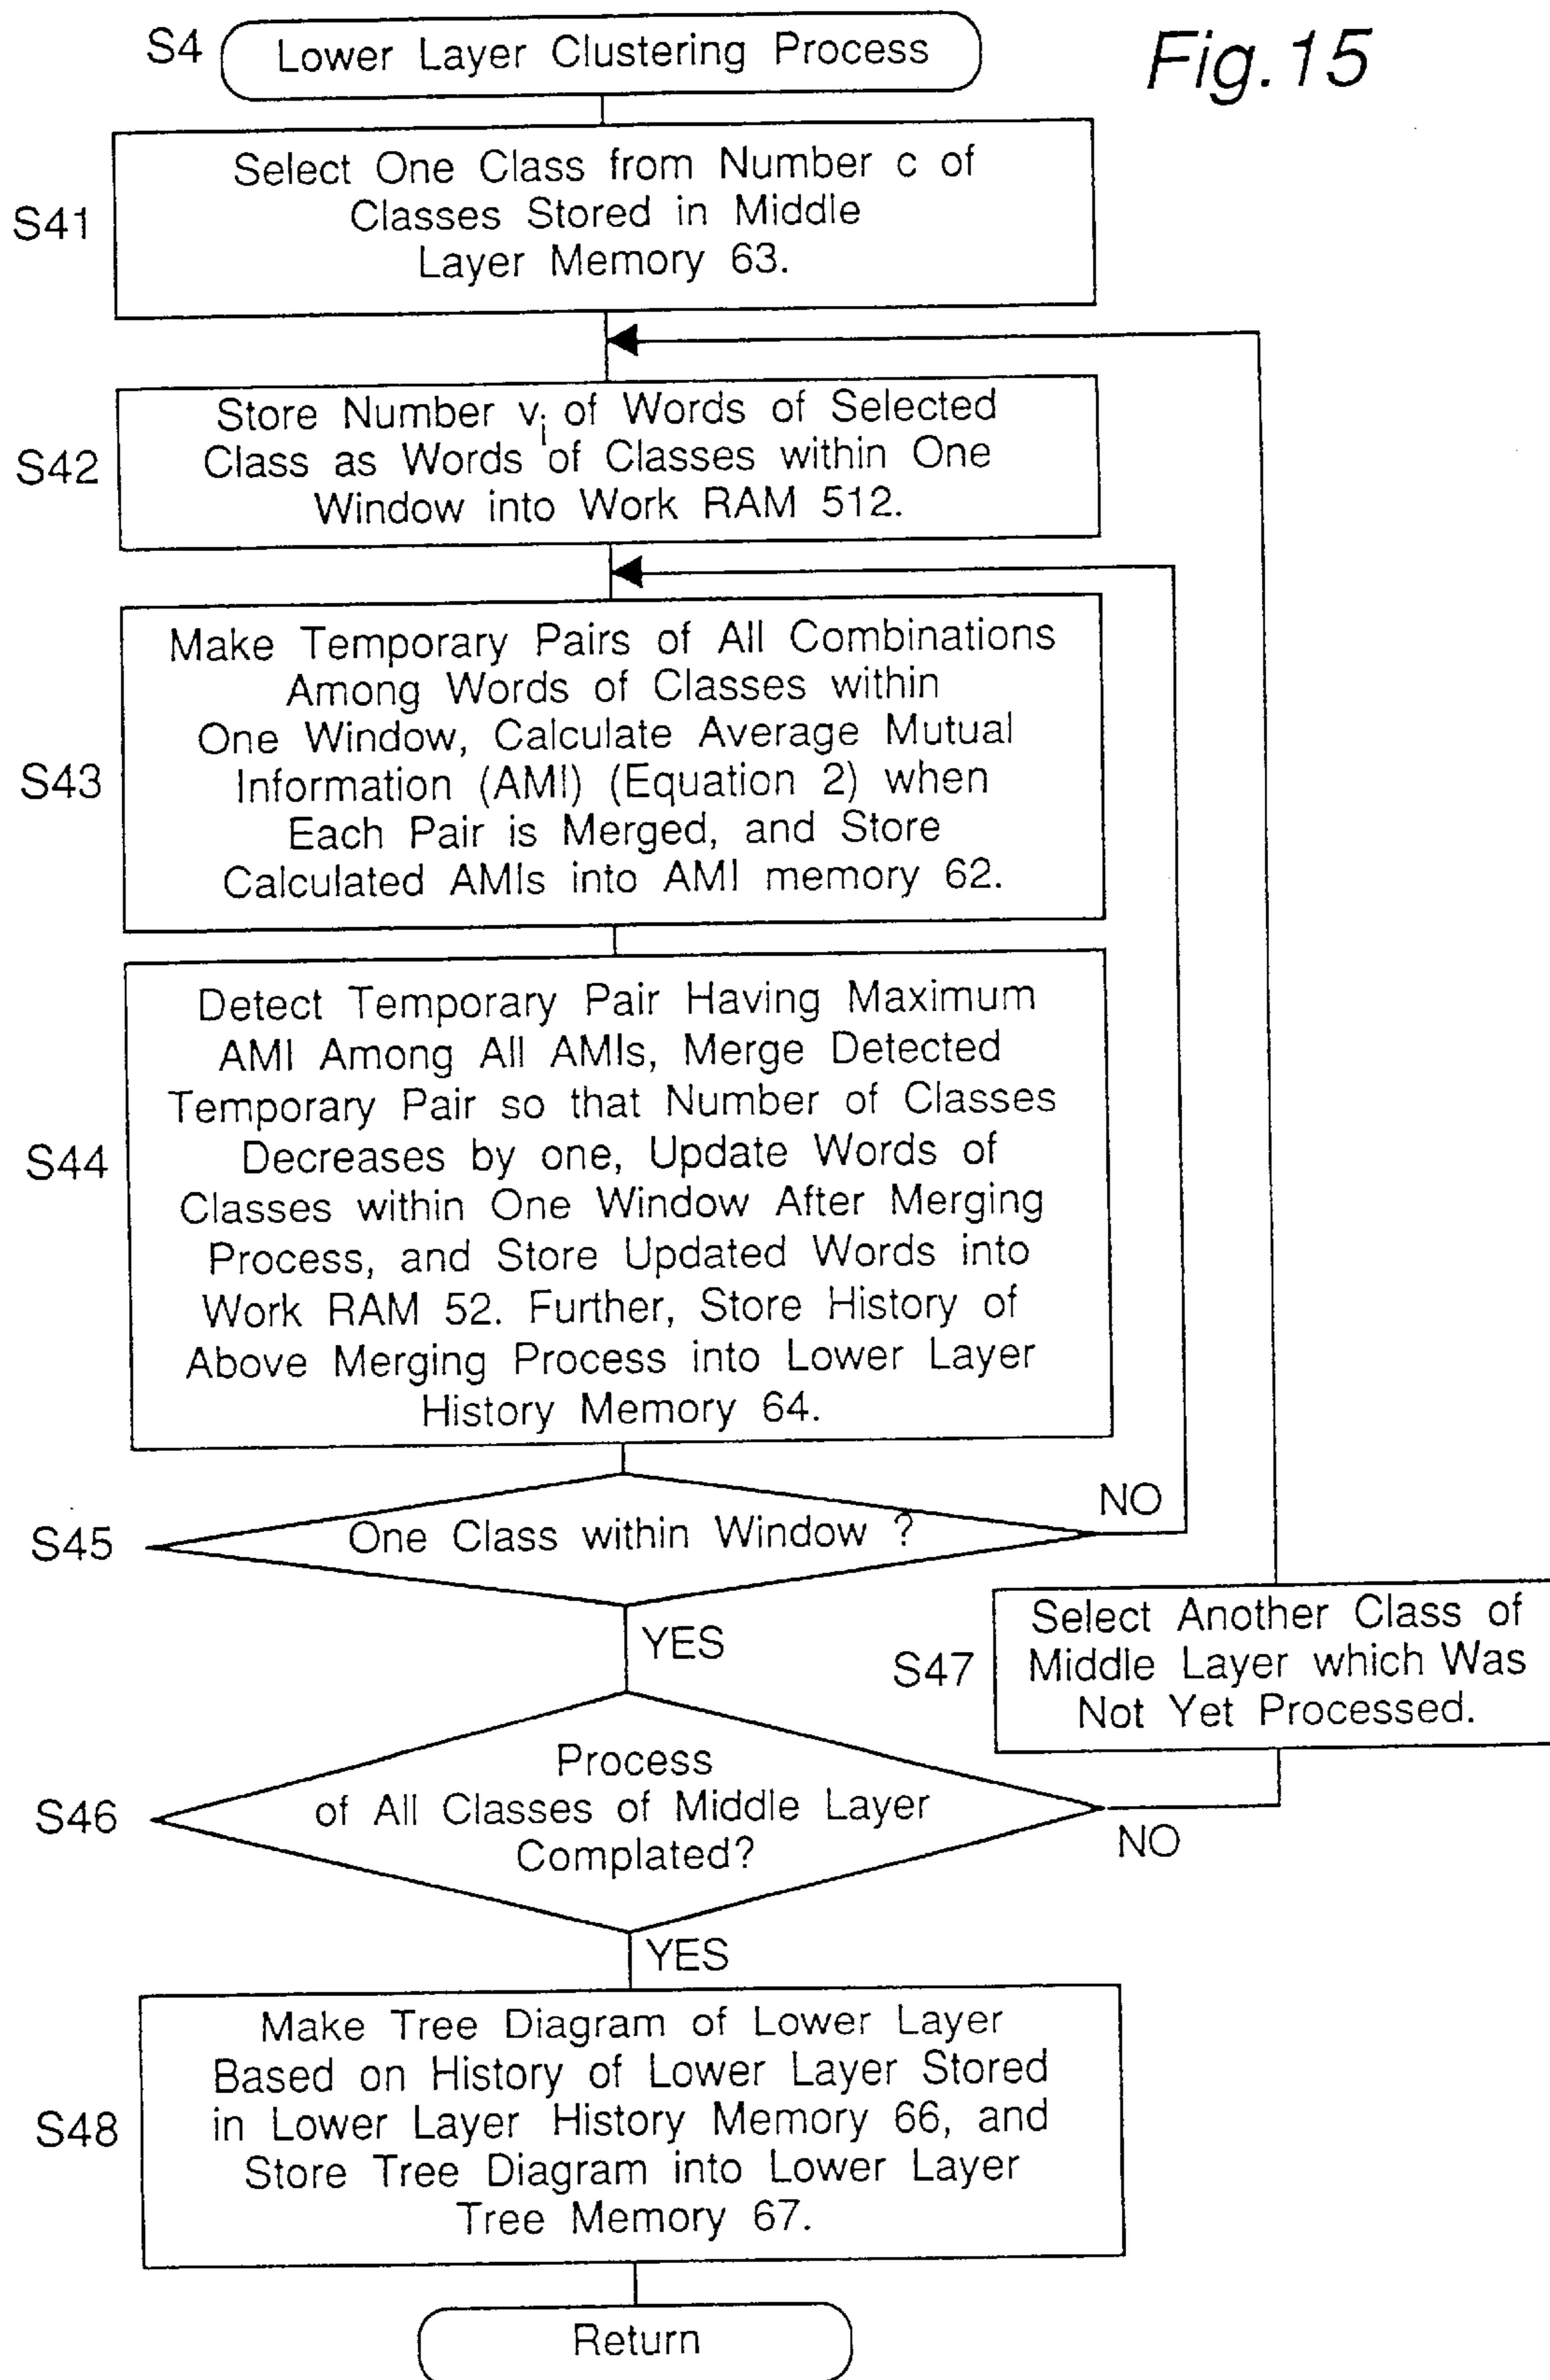 Fig.15
S4
Lower Layer Clustering Process
S41
Select One Class from Number c of
Classes Stored in Middle
Layer Memory 63.
S42
Store Number vi of Words of Selected
Class as Words of Classes within One
Window into Work RAM 512.
S43
Make Temporary Pairs of All Combinations
Among Words of Classes within
One Window, Calculate Average Mutual
Information (AMI) (Equation 2) when
Each Pair is Merged, and Store
Calculated AMIs into AMI memory 62.
S44
Detect Temporary Pair Having Maximum
AMI Among All AMIs, Merge Detected
Temporary Pair so that Number of Classes
Decreases by one, Update Words of
Classes within One Window After Merging
Process, and Store Updated Words into
Work RAM 52. Further, Store History of
Above Merging Process into Lower Layer
History Memory 64.
S45
One Class within Window ?
NO
YES
S47
Select Another Class of
Middle Layer which Was
Not Yet Processed.
S46
Process
of All Classes of Middle Layer
Complated?
NO
YES
S48
Make Tree Diagram of Lower Layer
Based on History of Lower Layer Stored
in Lower Layer History Memory 66, and
Store Tree Diagram into Lower Layer
Tree Memory 67.
Return